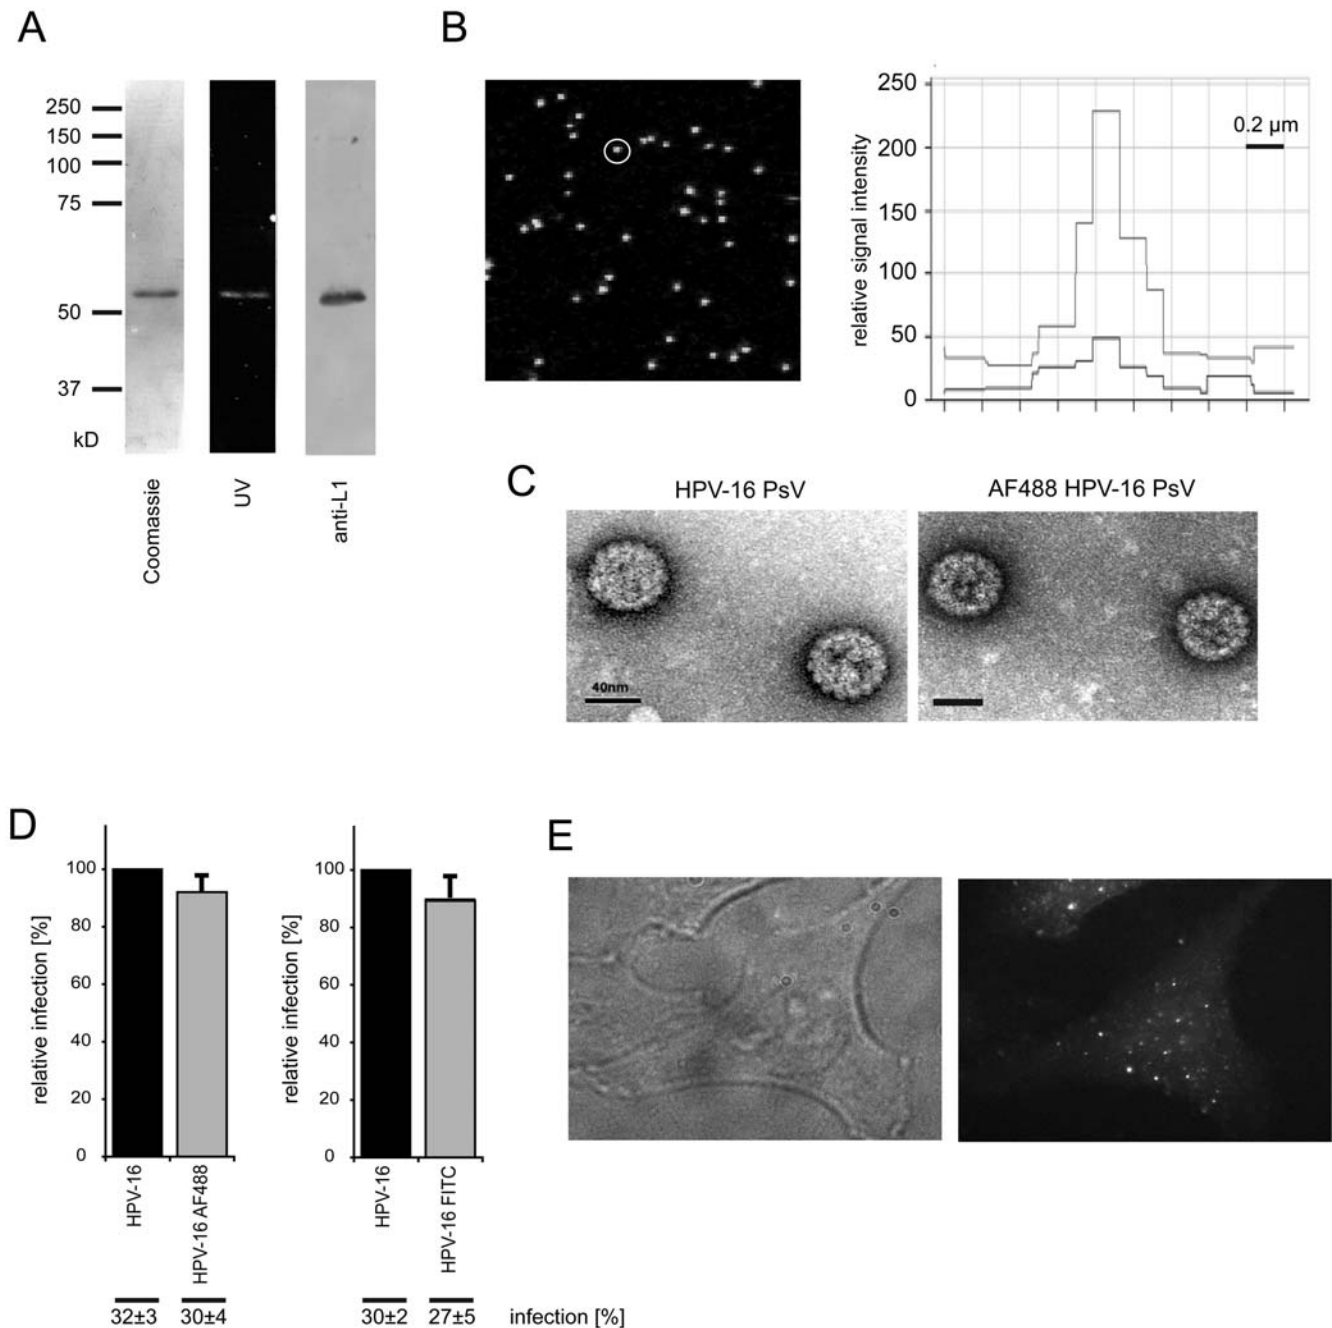 A
250
150
100
75
50
37
kD
Coomassie
UV
anti-L1
B
relative signal intensity
250
200
150
100
50
0
0.2 µm
C
HPV-16 PsV
AF488 HPV-16 PsV
40nm
D
relative infection [%]
100
80
60
40
20
0
HPV-16
HPV-16 AF488
32±3
30±4
relative infection [%]
100
80
60
40
20
0
HPV-16
HPV-16 FITC
30±2
27±5
infection [%]
E